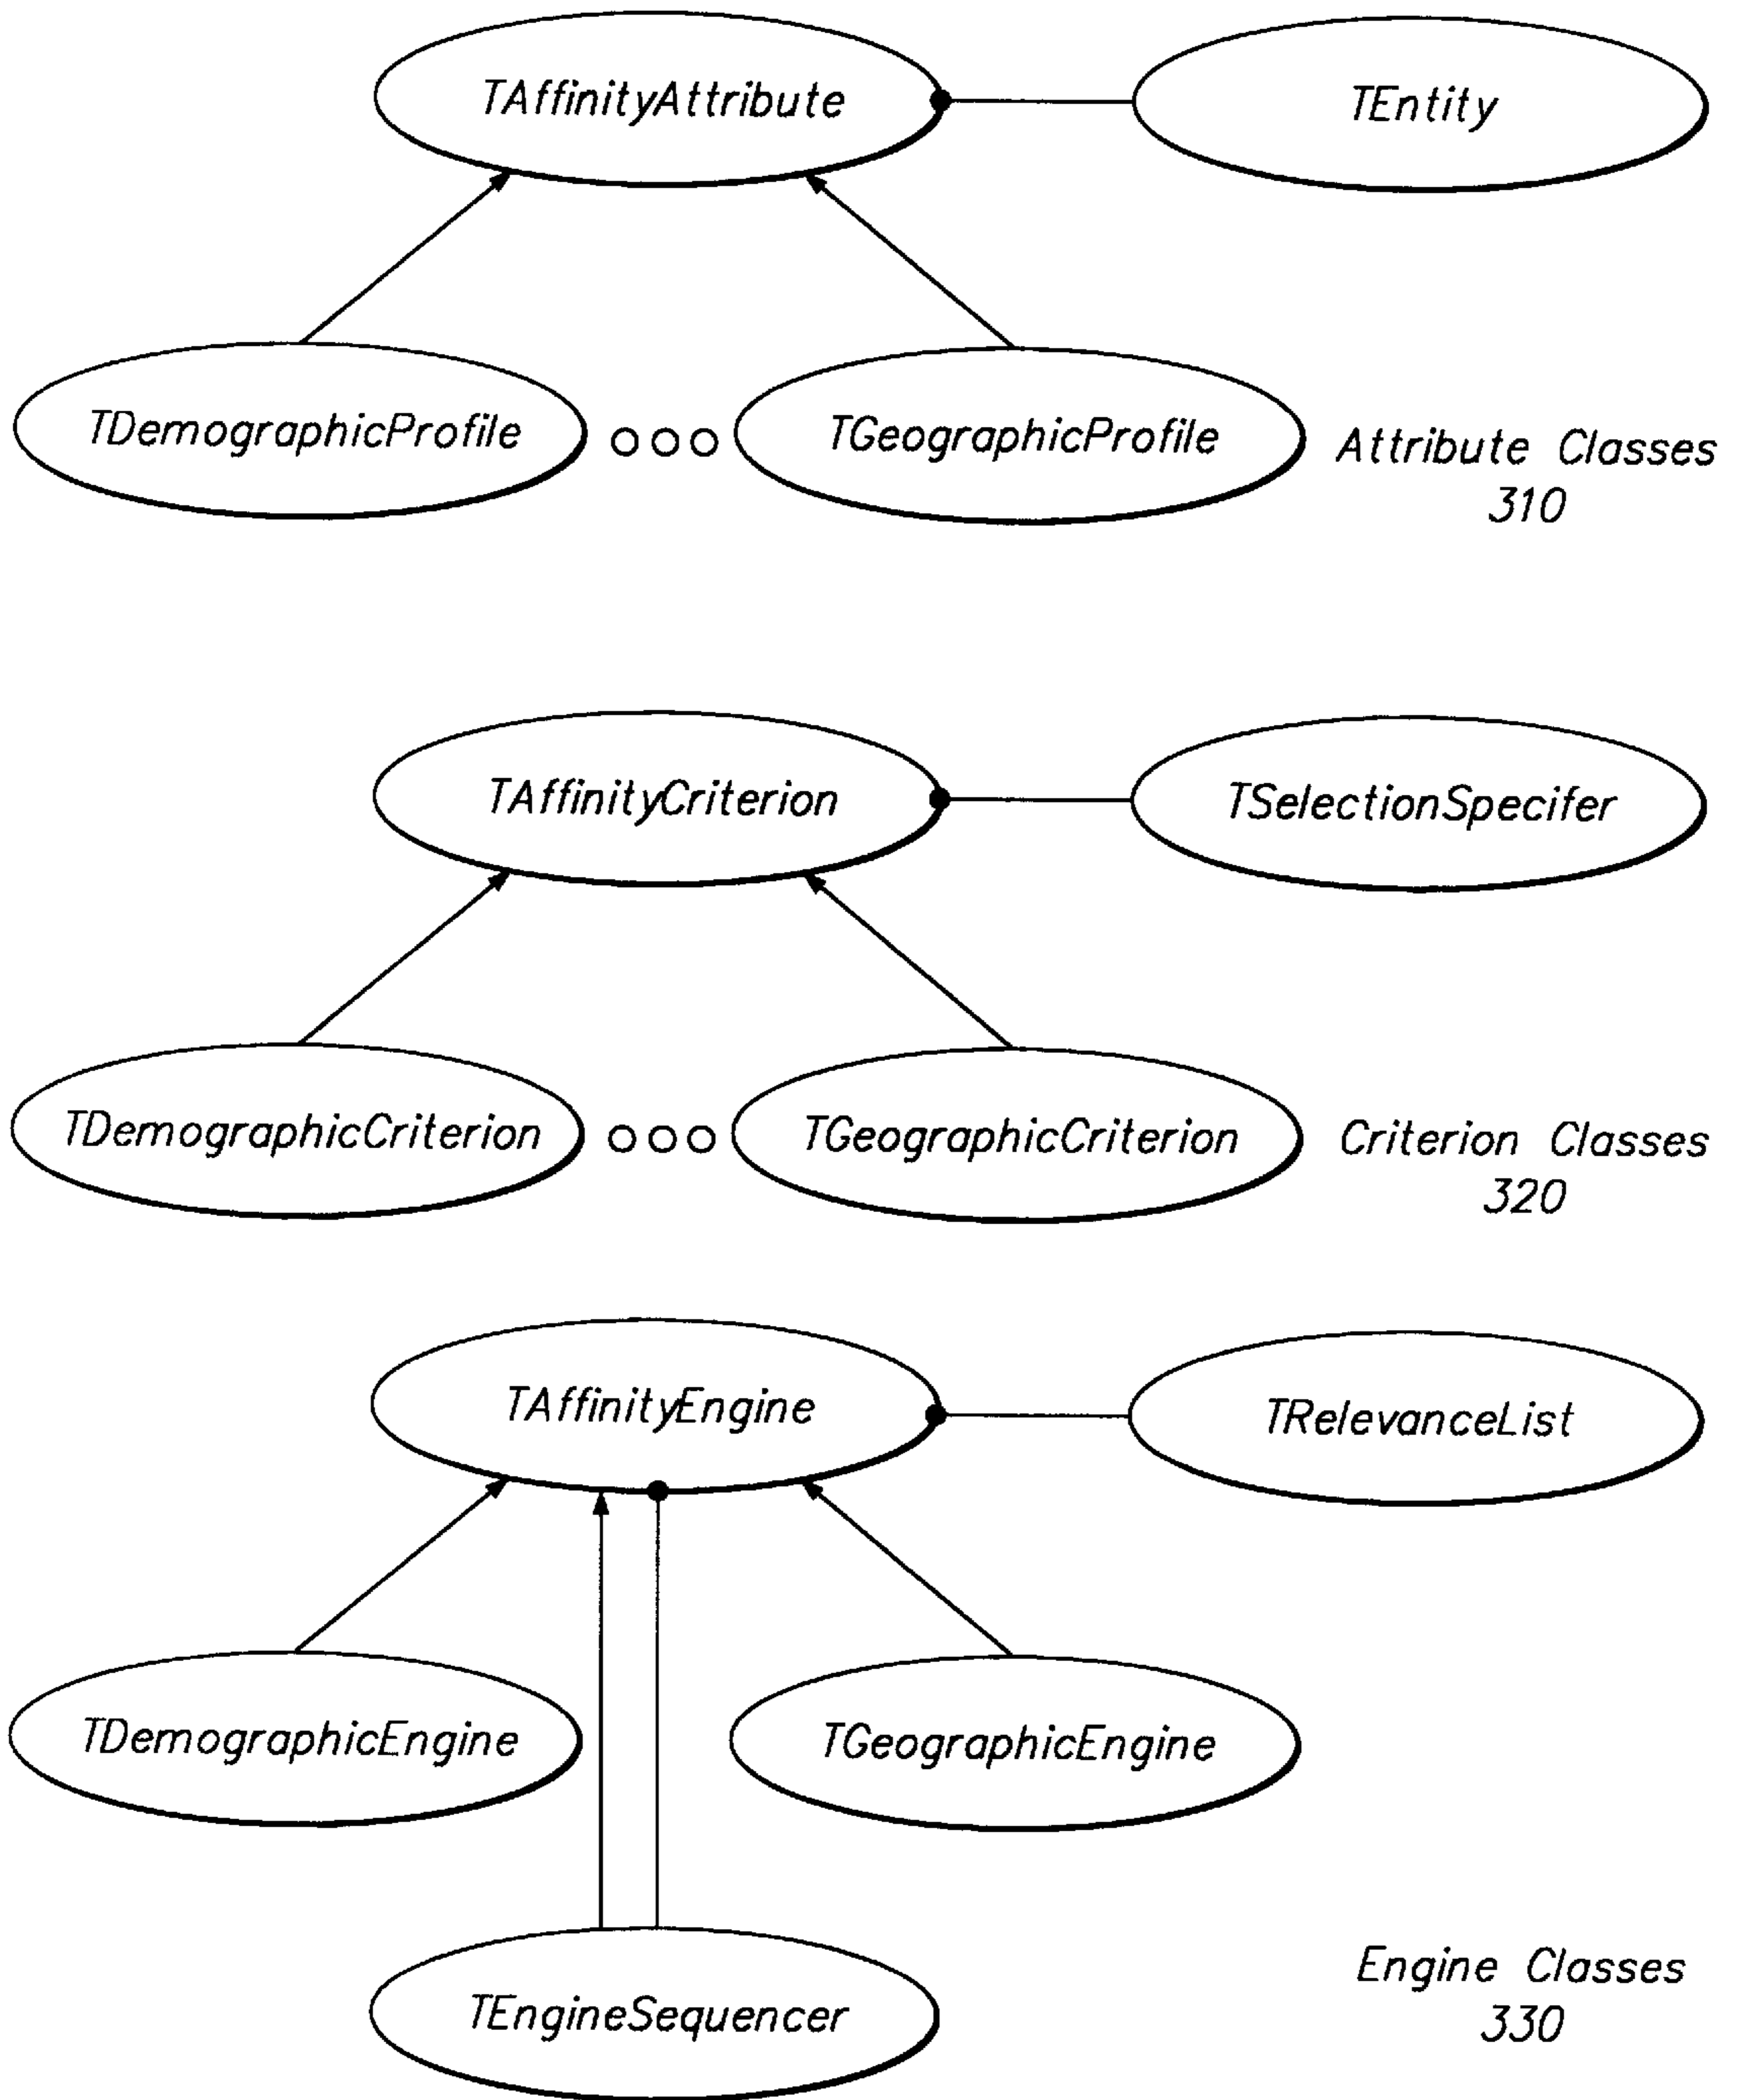 TAffinityAttribute
TEntity
TDemographicProfile
TGeographicProfile
Attribute Classes
310
TAffinityCriterion
TSelectionSpecifer
TDemographicCriterion
TGeographicCriterion
Criterion Classes
320
TAffinityEngine
TRelevanceList
TDemographicEngine
TGeographicEngine
Engine Classes
330
TEngineSequencer